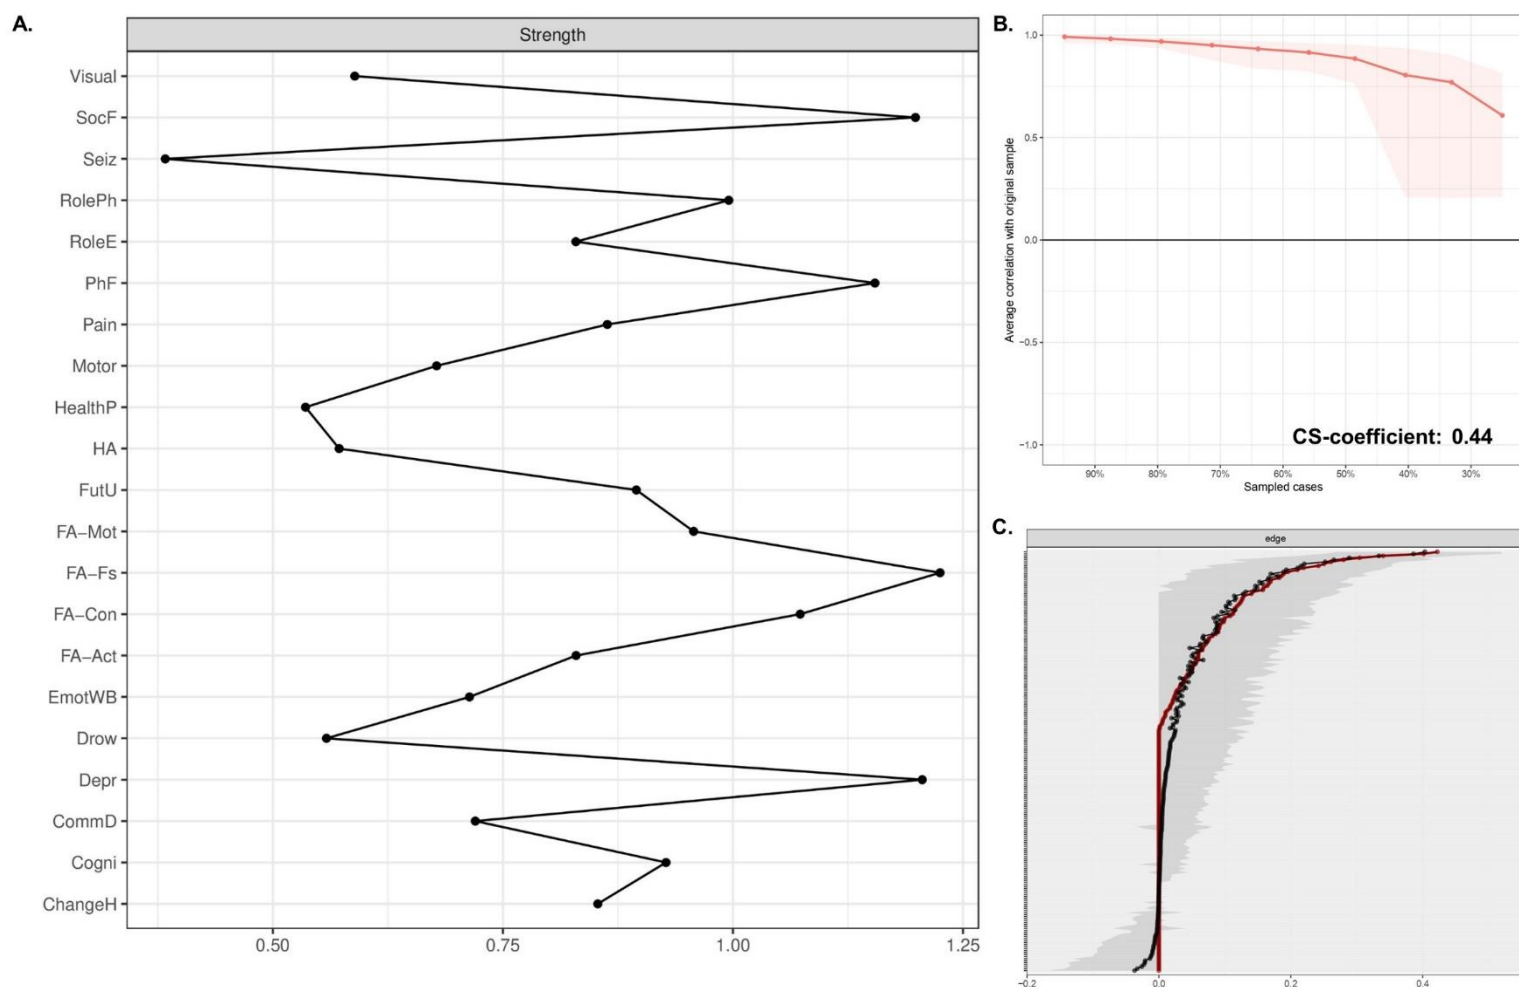 A.
Strength
Visual
SocF
Seiz
RolePh
RoleE
PhF
Pain
Motor
HealthP
HA
FutU
FA–Mot
FA–Fs
FA–Con
FA–Act
EmotWB
Drow
Depr
CommD
Cogni
ChangeH
0.50 0.75 1.00 1.25
B.
Average correlation with original sample
1.0
0.5
0.0
−0.5
−1.0
CS-coefficient: 0.44
90% 80% 70% 60% 50% 40% 30%
Sampled cases
C.
edge
−0.2 0.0 0.2 0.4